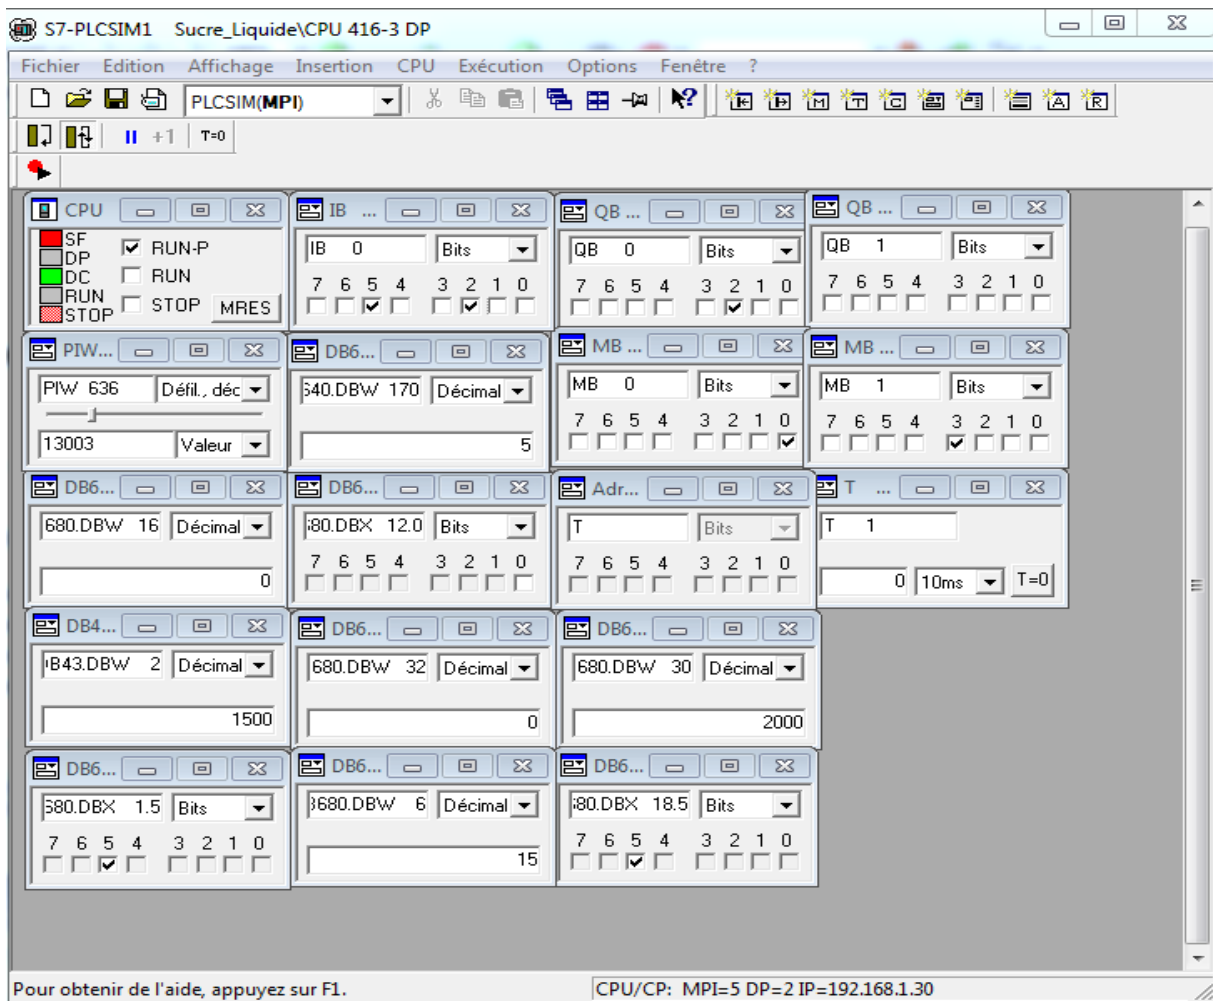 S7-PLCSIM1 Sucre_Liquide\CPU 416-3 DP
Fichier Edition Affichage Insertion CPU Exécution Options Fenêtre ?
PLCSIM(MPI)
+1 T=0
CPU
SF
DP
DC
RUN
STOP
RUN-P
RUN
STOP
MRES
IB ...
IB 0 Bits
7 6 5 4 3 2 1 0
QB ...
QB 0 Bits
7 6 5 4 3 2 1 0
QB ...
QB 1 Bits
7 6 5 4 3 2 1 0
PIW...
PIW 636 Défil., déc
13003 Valeur
DB6...
640.DBW 170 Décimal
5
MB ...
MB 0 Bits
7 6 5 4 3 2 1 0
MB ...
MB 1 Bits
7 6 5 4 3 2 1 0
DB6...
680.DBW 16 Décimal
0
DB6...
80.DBX 12.0 Bits
7 6 5 4 3 2 1 0
Adr...
T Bits
7 6 5 4 3 2 1 0
T ...
T 1
0 10ms T=0
DB4...
B43.DBW 2 Décimal
1500
DB6...
680.DBW 32 Décimal
0
DB6...
680.DBW 30 Décimal
2000
DB6...
680.DBX 1.5 Bits
7 6 5 4 3 2 1 0
DB6...
3680.DBW 6 Décimal
15
DB6...
80.DBX 18.5 Bits
7 6 5 4 3 2 1 0
Pour obtenir de l'aide, appuyez sur F1.
CPU/CP: MPI=5 DP=2 IP=192.168.1.30